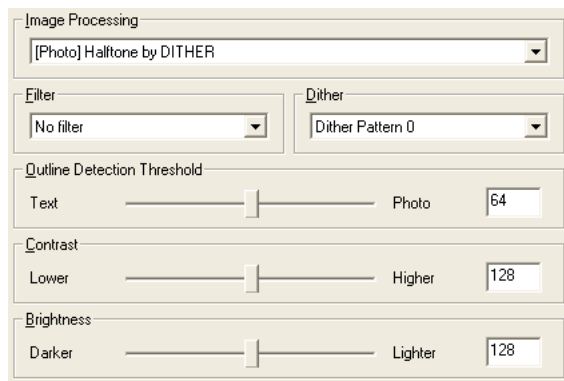 Image Processing
[Photo] Halftone by DITHER
Filter
Dither
No filter
Dither Pattern 0
Outline Detection Threshold
Text Photo 64
Contrast
Lower Higher 128
Brightness
Darker Lighter 128